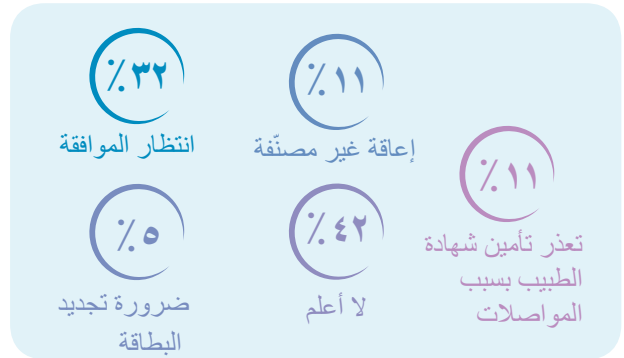 ٪١١
تعذر تأمين شهادة
الطبيب بسبب
المواصلات
٪١١
إعاقة غير مصنّفة
٪٣٢
انتظار الموافقة
٪٤٢
لا أعلم
٪٥
ضرورة تجديد
البطاقة